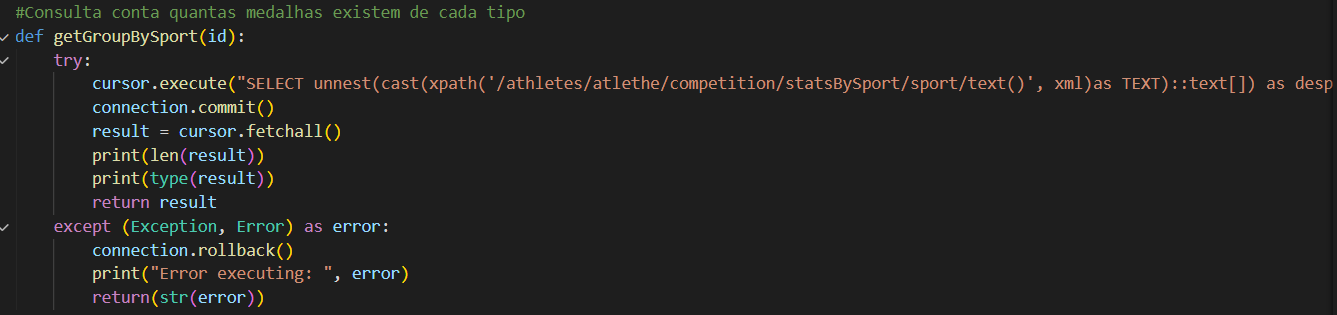 #Consulta conta quantas medalhas existem de cada tipo
def getGroupBySport(id):
    try:
        cursor.execute("SELECT unnest(cast(xpath('/athletes/atlethe/competition/statsBySport/sport/text()', xml)as TEXT)::text[]) as desp
        connection.commit()
        result = cursor.fetchall()
        print(len(result))
        print(type(result))
        return result
    except (Exception, Error) as error:
        connection.rollback()
        print("Error executing: ", error)
        return(str(error))